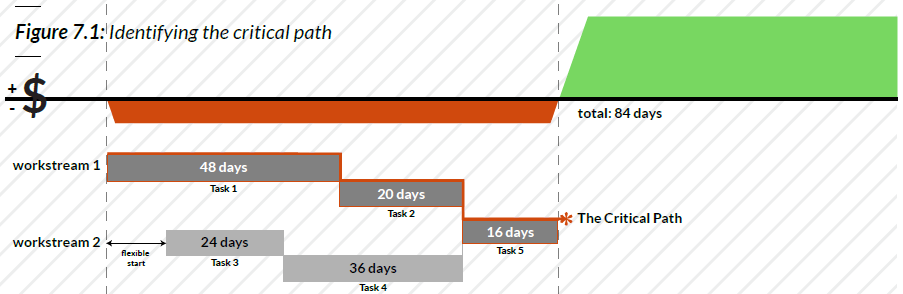 Figure 7.1: Identifying the critical path
+
$
-
total: 84 days
workstream 1
48 days
Task 1
20 days
Task 2
16 days
Task 5
* The Critical Path
workstream 2
flexible
start
24 days
Task 3
36 days
Task 4